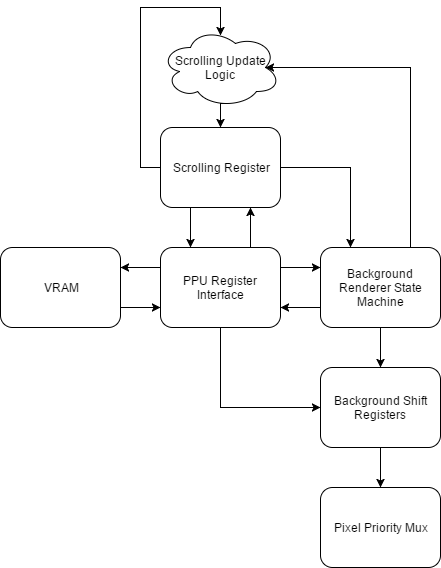 Scrolling Update
Logic
Scrolling Register
VRAM
PPU Register
Interface
Background
Renderer State
Machine
Background Shift
Registers
Pixel Priority Mux